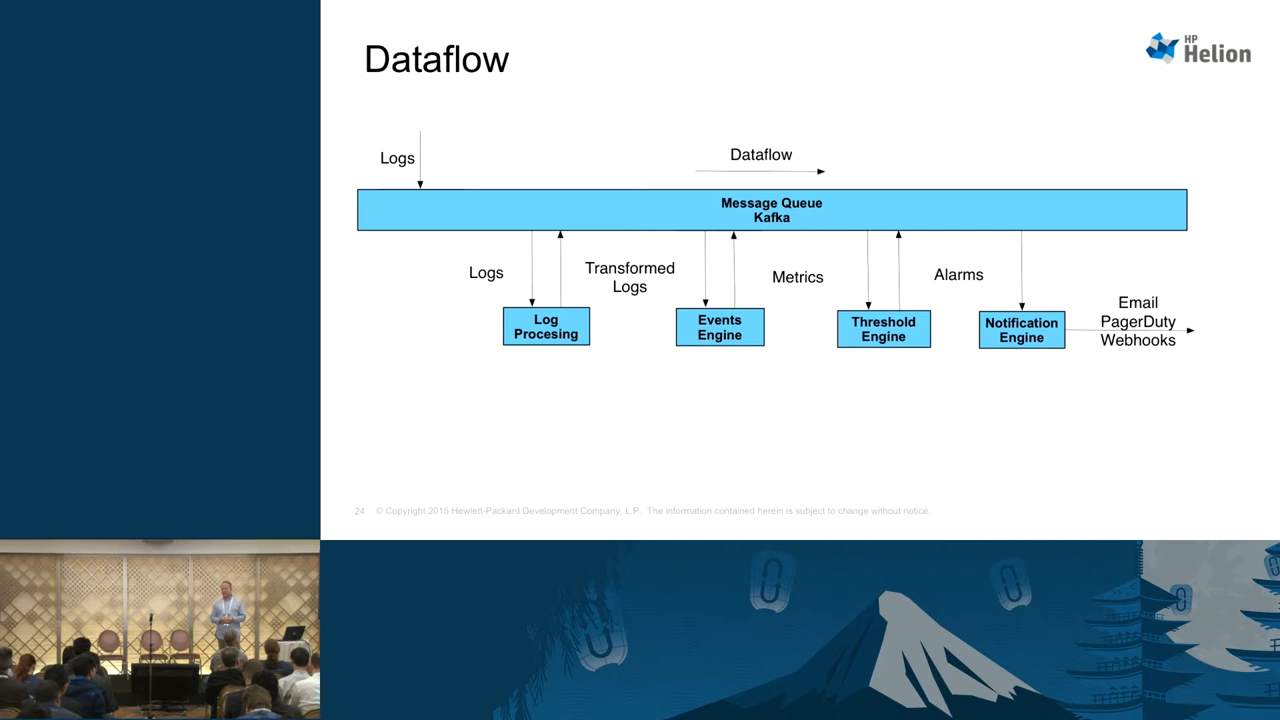 Dataflow
HP
Helion
Logs
Dataflow
Message Queue
Kafka
Logs
Transformed
Logs
Metrics
Alarms
Email
PagerDuty
Webhooks
Log
Procesing
Events
Engine
Threshold
Engine
Notification
Engine
24 © Copyright 2015 Hewlett-Packard Development Company, L.P. The information contained herein is subject to change without notice.